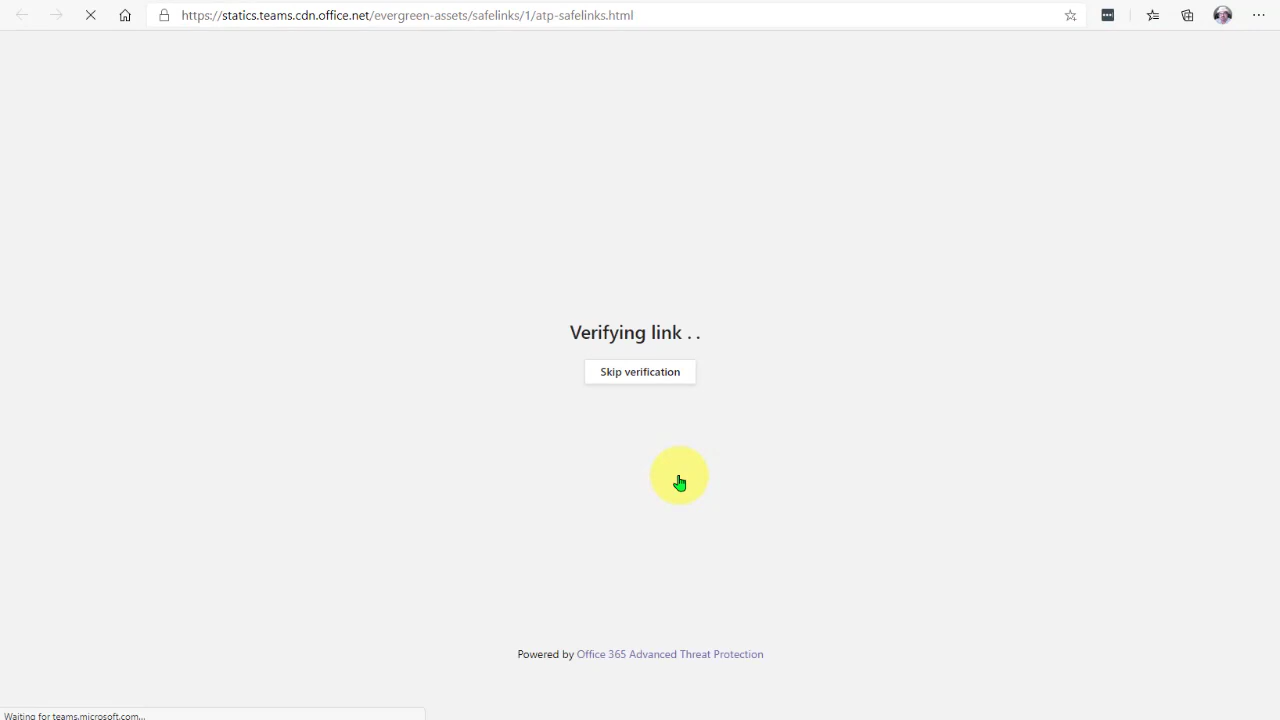 https://statics.teams.cdn.office.net/evergreen-assets/safelinks/1/atp-safelinks.html
Verifying link . .
Skip verification
Powered by Office 365 Advanced Threat Protection
Waiting for teams.microsoft.com...